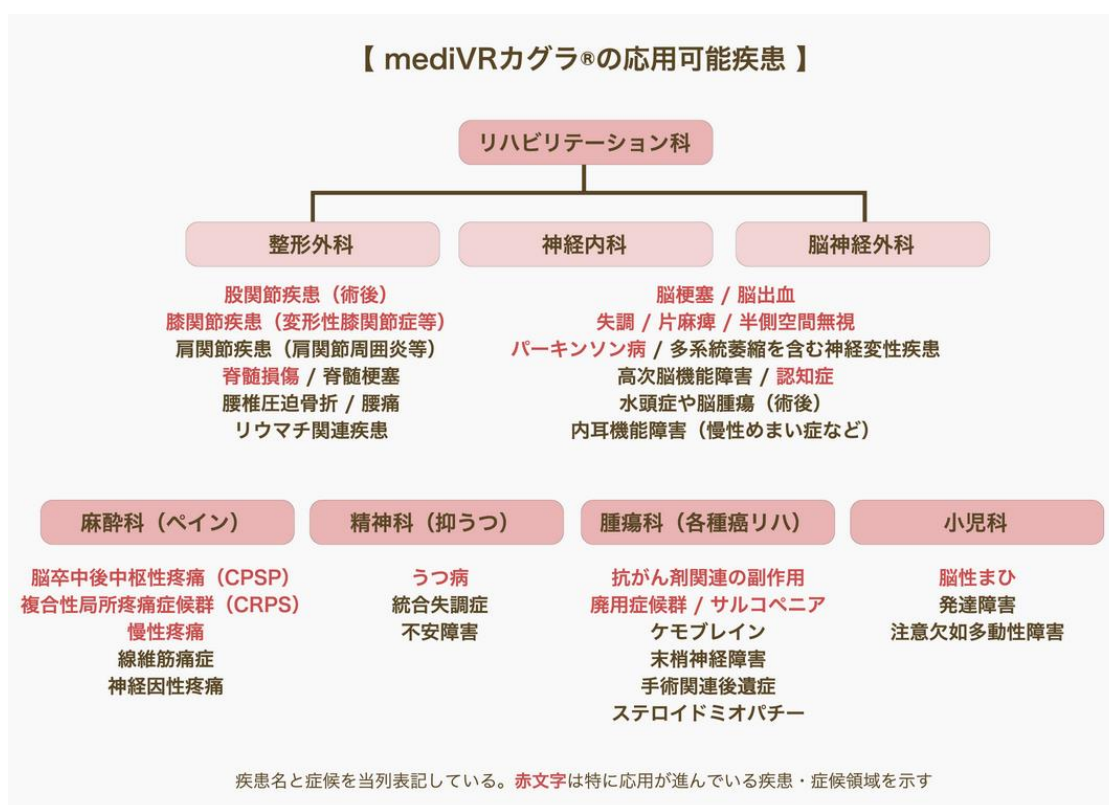 【 mediVRカグラ®の応用可能疾患 】
リハビリテーション科
整形外科
神経内科
脳神経外科
股関節疾患（術後）
膝関節疾患（変形性膝関節症等）
肩関節疾患（肩関節周囲炎等）
脊髄損傷 / 脊髄梗塞
腰椎圧迫骨折 / 腰痛
リウマチ関連疾患
脳梗塞 / 脳出血
失調 / 片麻痺 / 半側空間無視
パーキンソン病 / 多系統萎縮を含む神経変性疾患
高次脳機能障害 / 認知症
水頭症や脳腫瘍（術後）
内耳機能障害（慢性めまい症など）
麻酔科（ペイン）
脳卒中後中枢性疼痛（CPSP）
複合性局所疼痛症候群（CRPS）
慢性疼痛
線維筋痛症
神経因性疼痛
精神科（抑うつ）
うつ病
統合失調症
不安障害
腫瘍科（各種癌リハ）
抗がん剤関連の副作用
廃用症候群 / サルコペニア
ケモブレイン
末梢神経障害
手術関連後遺症
ステロイドミオパチー
小児科
脳性まひ
発達障害
注意欠如多動性障害
疾患名と症候を当列表記している。赤文字は特に応用が進んでいる疾患・症候領域を示す